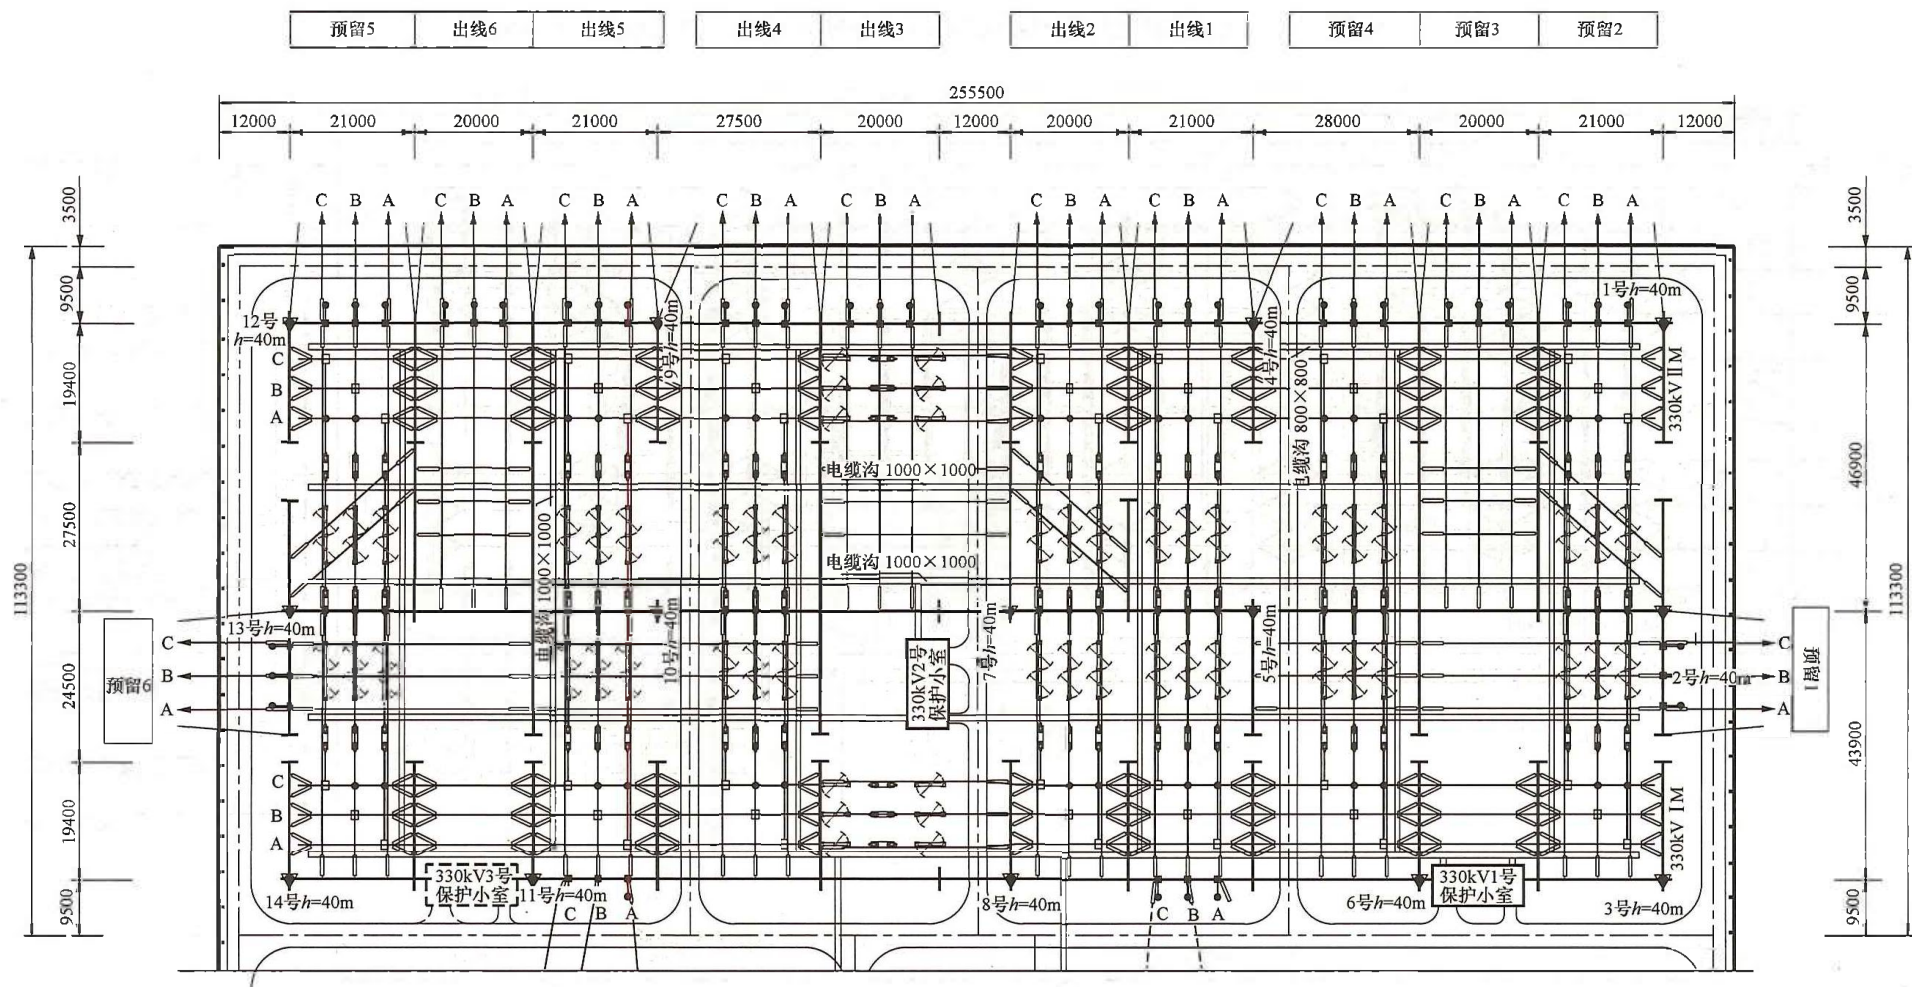 预留5 出线6 出线5 出线4 出线3 出线2 出线1 预留4 预留3 预留2
255500
12000 21000 20000 21000 27500 20000 12000 20000 21000 28000 20000 21000 12000
C B A C B A C B A C B A C B A C B A C B A C B A C B A C B A
3500
3500
9500
9500
1号h=40m
12号
h=40m
9号h=40m
4号h=40m
C
B
A
330kV ⅡM
19400
电缆沟 800×800
电缆沟 1000×1000
46900
27500
电缆沟 1000×1000
电缆沟 1000×1000
113300
113300
13号h=40m
10号h=40m
7号h=40m
5号h=40m
2号h=40m
预留6
C
B
A
330kV2号
保护小室
C
B
A
预留1
24500
43900
C
B
A
330kV ⅠM
19400
330kV3号
保护小室
330kV1号
保护小室
14号h=40m
11号h=40m
8号h=40m
6号h=40m
3号h=40m
C B A
C B A
9500
9500